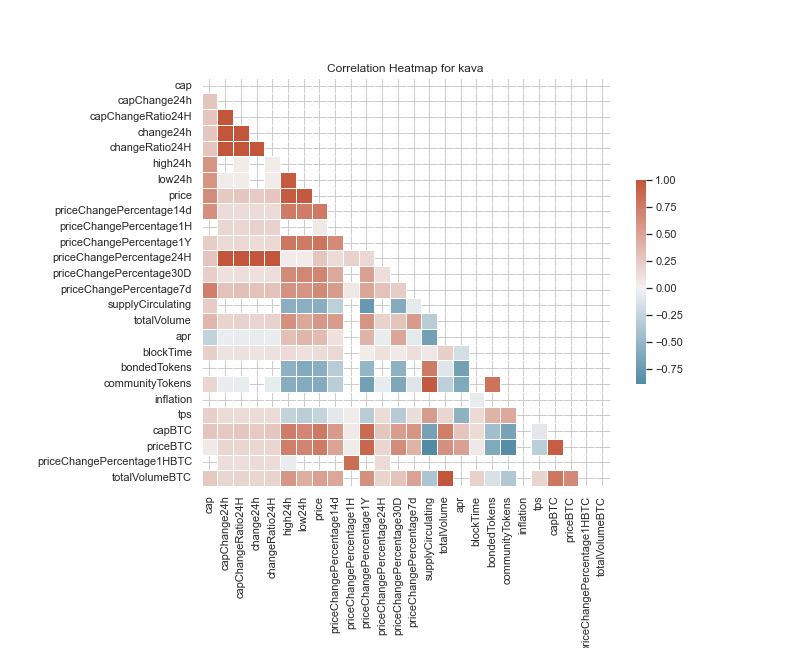 Correlation Heatmap for kava
cap
capChange24h
capChangeRatio24H
change24h
changeRatio24H
high24h
low24h
price
priceChangePercentage14d
priceChangePercentage1H
priceChangePercentage1Y
priceChangePercentage24H
priceChangePercentage30D
priceChangePercentage7d
supplyCirculating
totalVolume
apr
blockTime
bondedTokens
communityTokens
inflation
tps
capBTC
priceBTC
priceChangePercentage1HBTC
totalVolumeBTC
cap
capChange24h
capChangeRatio24H
change24h
changeRatio24H
high24h
low24h
price
priceChangePercentage14d
priceChangePercentage1H
priceChangePercentage1Y
priceChangePercentage24H
priceChangePercentage30D
priceChangePercentage7d
supplyCirculating
totalVolume
apr
blockTime
bondedTokens
communityTokens
inflation
tps
capBTC
priceBTC
priceChangePercentage1HBTC
totalVolumeBTC
1.00
0.75
0.50
0.25
0.00
−0.25
−0.50
−0.75